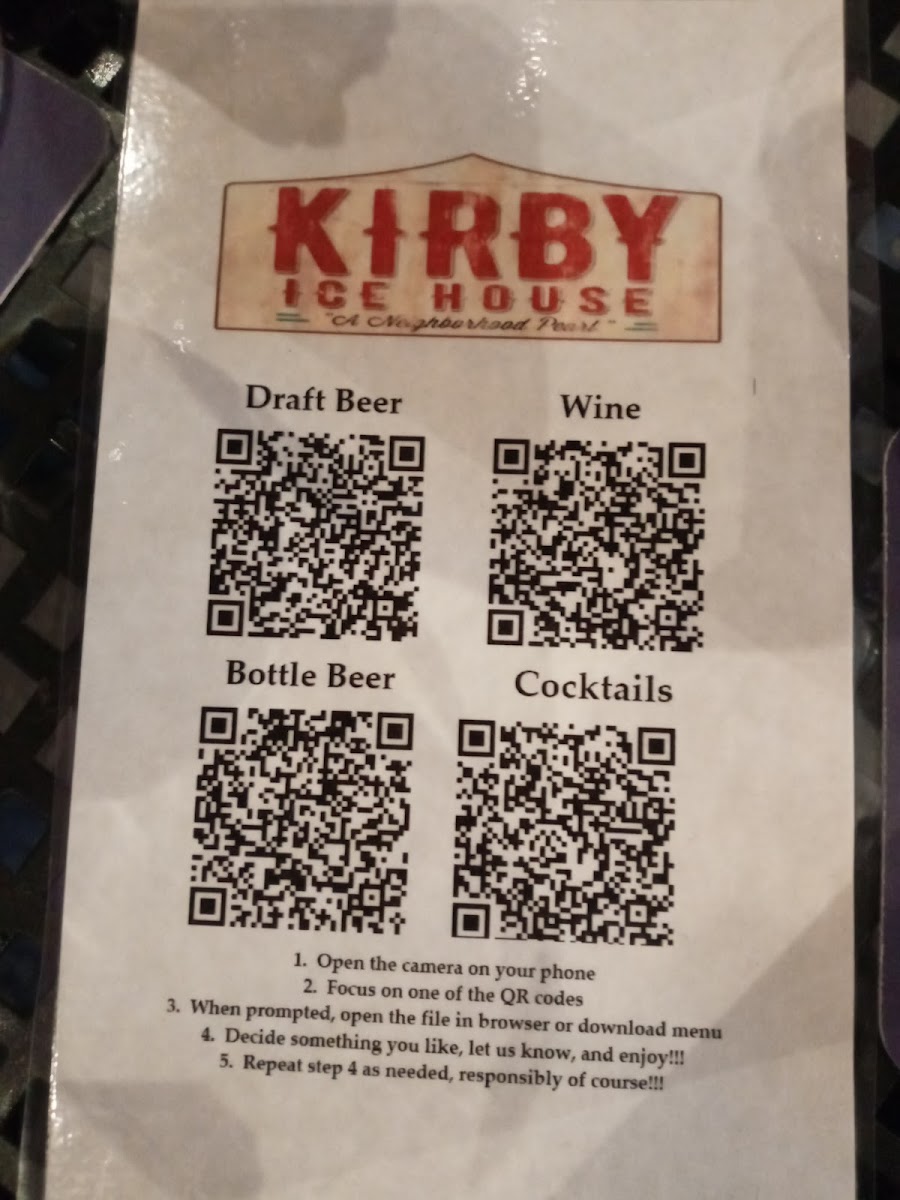 KIRBY
ICE HOUSE
"A Neighborhood Pearl"
Draft Beer
Wine
Bottle Beer
Cocktails
1. Open the camera on your phone
2. Focus on one of the QR codes
3. When prompted, open the file in browser or download menu
4. Decide something you like, let us know, and enjoy!!!
5. Repeat step 4 as needed, responsibly of course!!!